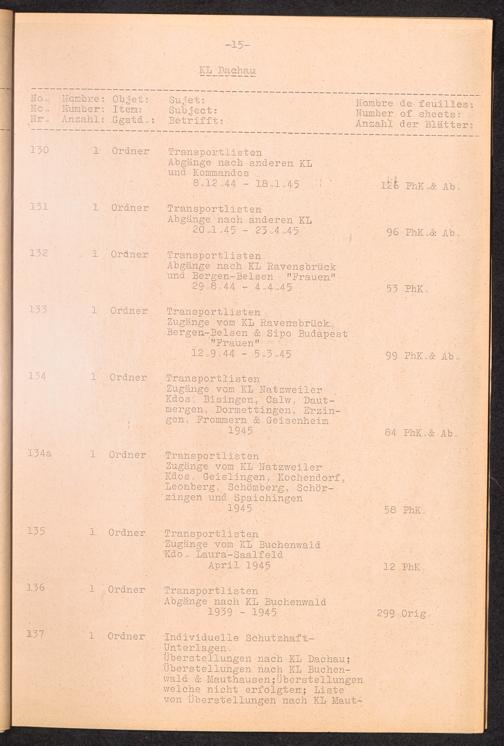 -15-
KL Dachau
No. Nombre: Objet: Sujet: Nombre de feuilles:
No. Number: Item: Subject: Number of sheets:
Nr. Anzahl: Ggstd.: Betrifft: Anzahl der Blätter:
130 1 Ordner Transportlisten
Abgänge nach anderen KL
und Kommandos
8.12.44 - 18.1.45 126 PhK.& Ab.
131 1 Ordner Transportlisten
Abgänge nach anderen KL
20.1.45 - 23.4.45 96 PhK.& Ab.
132 1 Ordner Transportlisten
Abgänge nach KL Ravensbrück
und Bergen-Belsen "Frauen"
29.8.44 - 4.4.45 53 PhK.
133 1 Ordner Transportlisten
Zugänge vom KL Ravensbrück,
Bergen-Belsen & Sipo Budapest
"Frauen"
12.9.44 - 5.3.45 99 PhK.& Ab.
134 1 Ordner Transportlisten
Zugänge vom KL Natzweiler
Kdos. Bisingen, Calw, Daut-
mergen, Dormettingen, Erzin-
gen, Frommern & Geisenheim
1945 84 PhK.& Ab.
134a 1 Ordner Transportlisten
Zugänge vom KL Natzweiler
Kdos. Geislingen, Kochendorf,
Leonberg, Schömberg, Schör-
zingen und Spaichingen
1945 58 PhK.
135 1 Ordner Transportlisten
Zugänge vom KL Buchenwald
Kdo. Laura-Saalfeld
April 1945 12 PhK.
136 1 Ordner Transportlisten
Abgänge nach KL Buchenwald
1939 - 1945 299 Orig.
137 1 Ordner Individuelle Schutzhaft-
Unterlagen.
Überstellungen nach KL Dachau;
Überstellungen nach KL Buchen-
wald & Mauthausen;Überstellungen
welche nicht erfolgten; Liste
von Überstellungen nach KL Maut-